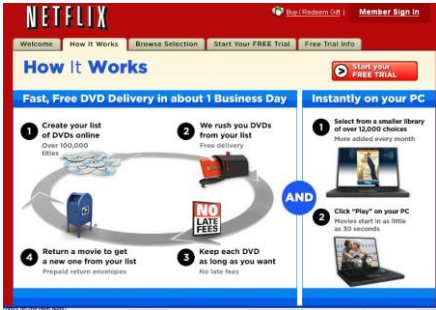 NETFLIX
Buy / Redeem Gift | Member Sign In
Welcome How It Works Browse Selection Start Your FREE Trial Free Trial Info
How It Works
Start your
FREE TRIAL
Fast, Free DVD Delivery in about 1 Business Day
1 Create your list
of DVDs online
Over 100,000
titles
2 We rush you DVDs
from your list
Free delivery
NO
LATE
FEES
4 Return a movie to get
a new one from your list
Prepaid return envelopes
3 Keep each DVD
as long as you want
No late fees
AND
Instantly on your PC
1 Select from a smaller library
of over 12,000 choices
More added every month
2 Click "Play" on your PC
Movies start in as little
as 30 seconds